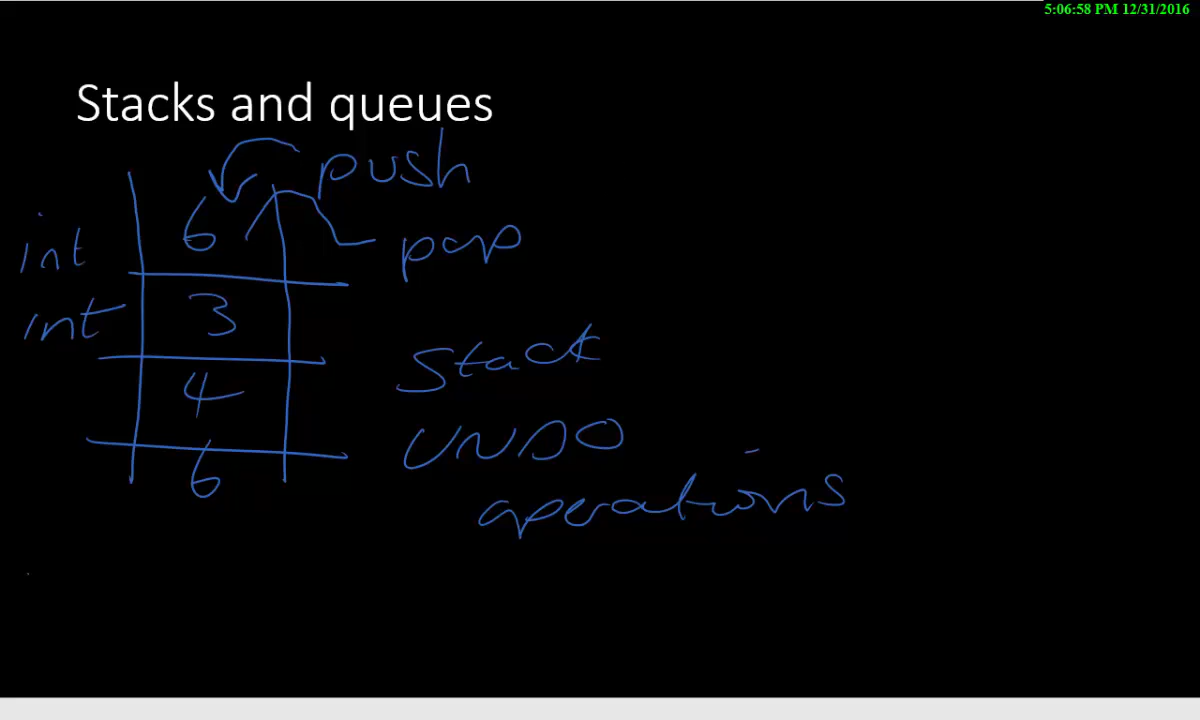 5:06:58 PM 12/31/2016
Stacks and queues
push
int 6 pop
int 3
Stack
4
UNDO
6 operations